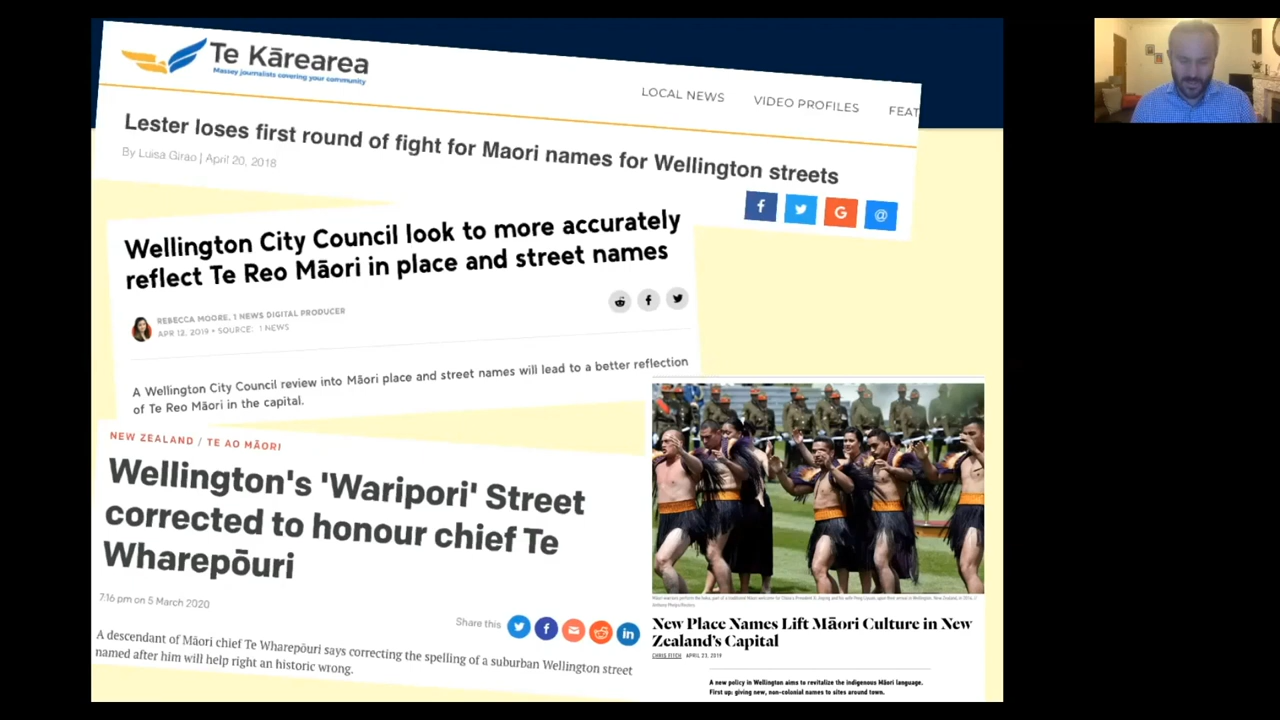 Te Kārearea
Massey journalists covering your community
LOCAL NEWS
VIDEO PROFILES
FEAT
Lester loses first round of fight for Maori names for Wellington streets
By Luisa Girao | April 20, 2018
Wellington City Council look to more accurately
reflect Te Reo Māori in place and street names
REBECCA MOORE, 1 NEWS DIGITAL PRODUCER
APR 12, 2019 • SOURCE: 1 NEWS
A Wellington City Council review into Māori place and street names will lead to a better reflection
of Te Reo Māori in the capital.
NEW ZEALAND / TE AO MĀORI
Wellington's 'Waripori' Street
corrected to honour chief Te
Wharepōuri
7:16 pm on 5 March 2020
Share this
A descendant of Māori chief Te Wharepōuri says correcting the spelling of a suburban Wellington street
named after him will help right an historic wrong.
New Place Names Lift Māori Culture in New
Zealand's Capital
CHRIS FITCH APRIL 23, 2019
A new policy in Wellington aims to revitalize the indigenous Māori language.
First up: giving new, non-colonial names to sites around town.